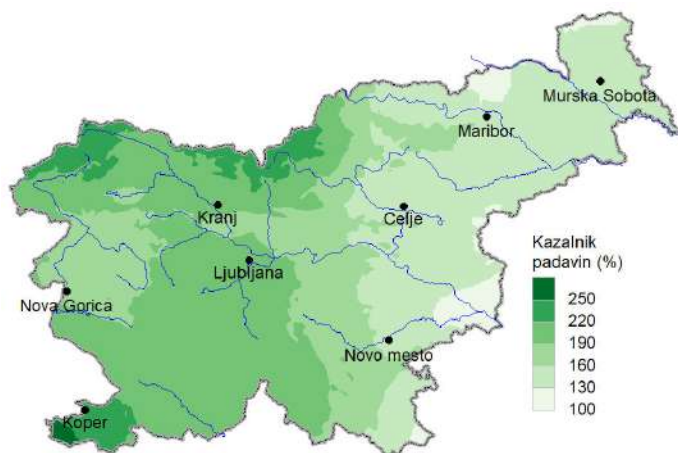 Murska Sobota
Maribor
Kranj
Celje
Ljubljana
Nova Gorica
Novo mesto
Koper
Kazalnik
padavin (%)
250
220
190
160
130
100